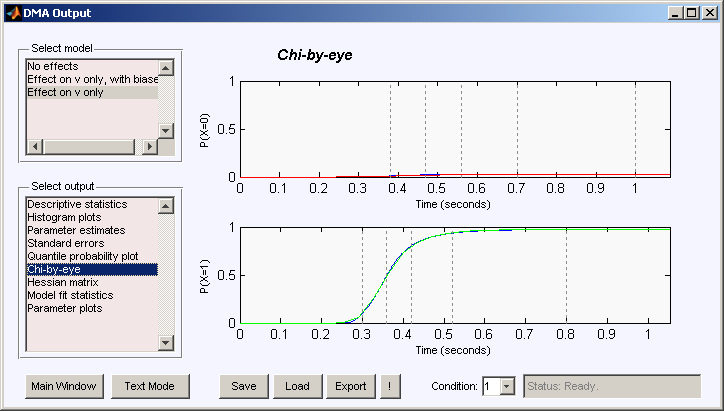 DMA Output
Select model
No effects
Effect on v only, with biase
Effect on v only
Select output
Descriptive statistics
Histogram plots
Parameter estimates
Standard errors
Quantile probability plot
Chi-by-eye
Hessian matrix
Model fit statistics
Parameter plots
Chi-by-eye
P(X=0)
1
0.5
0
0 0.1 0.2 0.3 0.4 0.5 0.6 0.7 0.8 0.9 1
Time (seconds)
P(X=1)
1
0.5
0
0 0.1 0.2 0.3 0.4 0.5 0.6 0.7 0.8 0.9 1
Time (seconds)
Main Window Text Mode Save Load Export ! Condition: 1 Status: Ready.